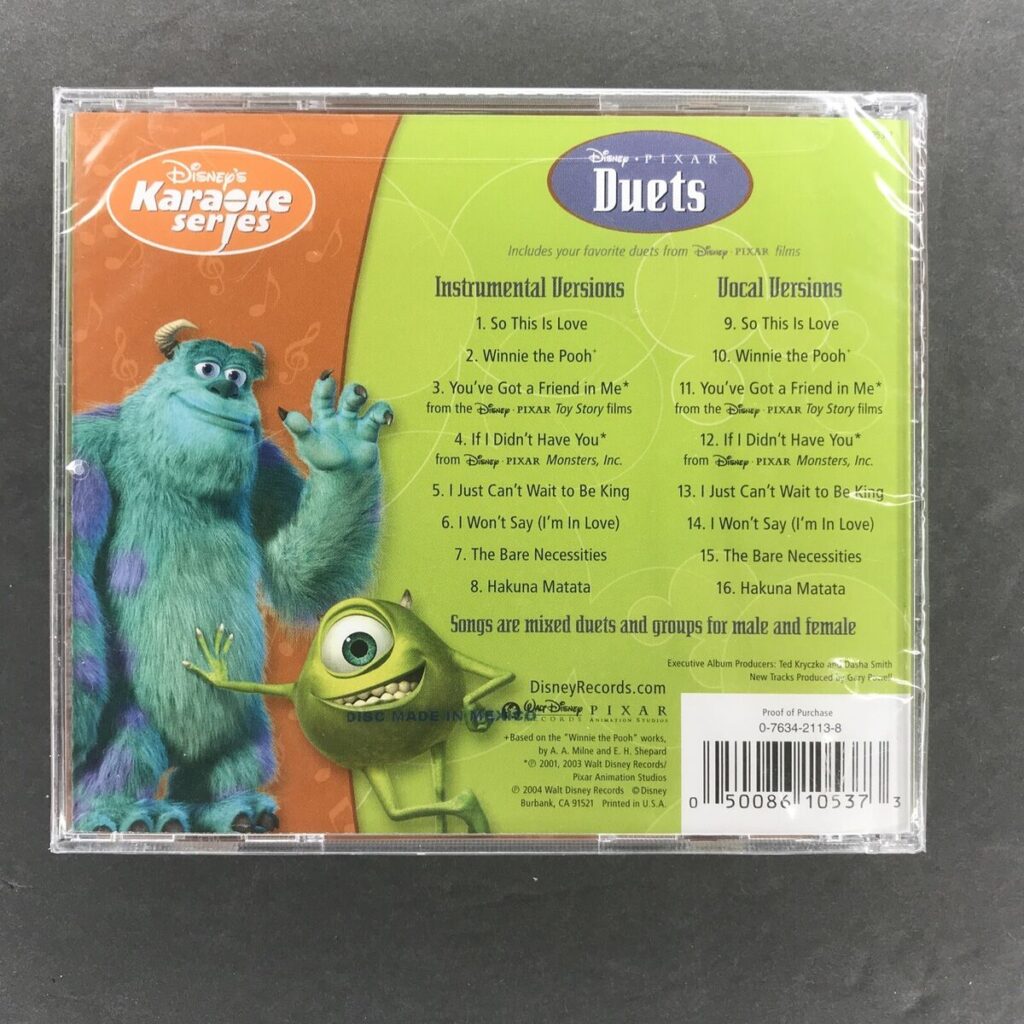 Disney's
Karaoke
series
Disney · PIXAR
Duets
Includes your favorite duets from Disney · PIXAR films
Instrumental Versions
1. So This Is Love
2. Winnie the Pooh+
3. You've Got a Friend in Me*
from the Disney · PIXAR Toy Story films
4. If I Didn't Have You*
from Disney · PIXAR Monsters, Inc.
5. I Just Can't Wait to Be King
6. I Won't Say (I'm In Love)
7. The Bare Necessities
8. Hakuna Matata
Vocal Versions
9. So This Is Love
10. Winnie the Pooh+
11. You've Got a Friend in Me*
from the Disney · PIXAR Toy Story films
12. If I Didn't Have You*
from Disney · PIXAR Monsters, Inc.
13. I Just Can't Wait to Be King
14. I Won't Say (I'm In Love)
15. The Bare Necessities
16. Hakuna Matata
Songs are mixed duets and groups for male and female
Executive Album Producers: Ted Kryczko and Dasha Smith
New Tracks Produced by Gary Powell
DisneyRecords.com
WALT DISNEY RECORDS
PIXAR
ANIMATION STUDIOS
DISC MADE IN MEXICO
+Based on the "Winnie the Pooh" works,
by A. A. Milne and E. H. Shepard
*℗ 2001, 2003 Walt Disney Records/
Pixar Animation Studios
℗ 2004 Walt Disney Records © Disney
Burbank, CA 91521 Printed in U.S.A.
Proof of Purchase
0-7634-2113-8
0 50086 10537 3